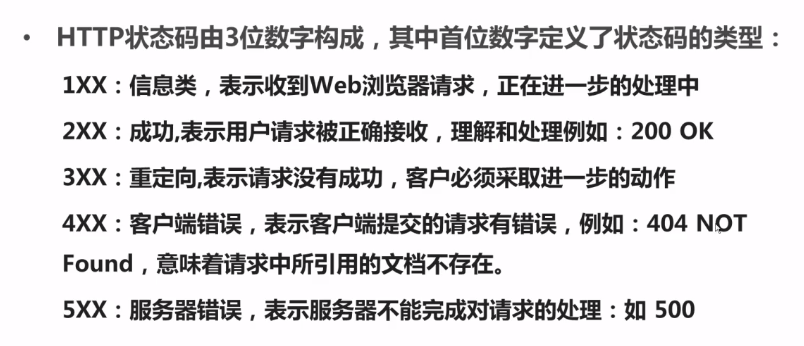 • HTTP状态码由3位数字构成，其中首位数字定义了状态码的类型：
1XX：信息类，表示收到Web浏览器请求，正在进一步的处理中
2XX：成功,表示用户请求被正确接收，理解和处理例如：200 OK
3XX：重定向,表示请求没有成功，客户必须采取进一步的动作
4XX：客户端错误，表示客户端提交的请求有错误，例如：404 NOT
Found，意味着请求中所引用的文档不存在。
5XX：服务器错误，表示服务器不能完成对请求的处理：如 500